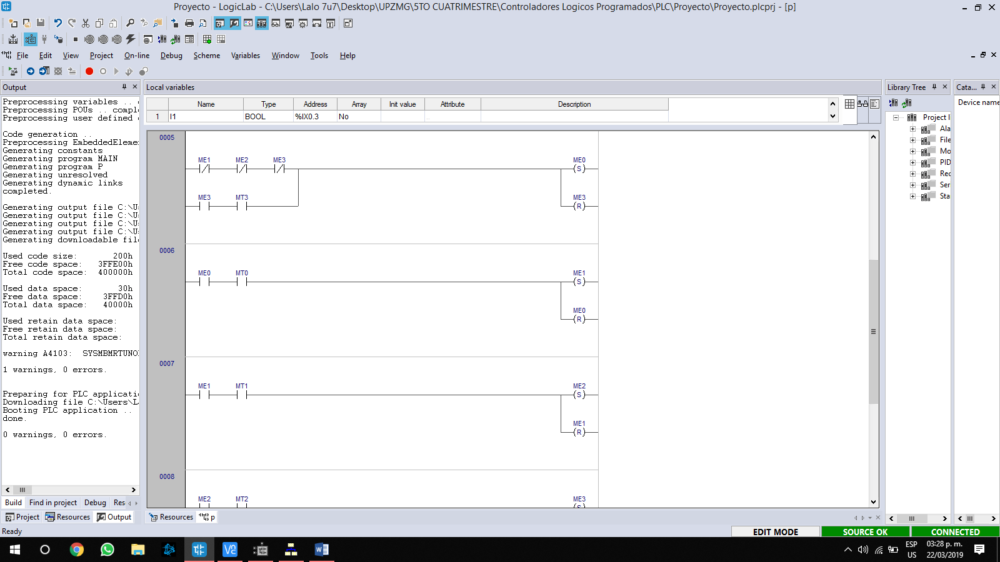 Proyecto - LogicLab - C:\Users\Lalo 7u7\Desktop\UPZMG\5TO CUATRIMESTRE\Controladores Logicos Programados\PLC\Proyecto\Proyecto.plcprj - [p]
File Edit View Project On-line Debug Scheme Variables Window Tools Help
Output
Preprocessing variables ..
Preprocessing POUs .. compl
Preprocessing user defined
Code generation ..
Preprocessing EmbeddedEleme
Generating constants
Generating program MAIN
Generating program P
Generating unresolved
Generating dynamic links
completed.
Generating output file C:\U
Generating output file C:\U
Generating output file C:\U
Generating output file C:\U
Generating downloadable fil
Used code size: 200h
Free code space: 3FFE00h
Total code space: 400000h
Used data space: 30h
Free data space: 3FFD0h
Total data space: 40000h
Used retain data space:
Free retain data space:
Total retain data space:
warning A4103: SYSMBMRTUNO
1 warnings, 0 errors.
Preparing for PLC applicati
Downloading file C:\Users\L
Booting PLC application ..
done.
0 warnings, 0 errors.
Build Find in project Debug Res
Project Resources Output
Local variables
Name Type Address Array Init value Attribute Description
1 I1 BOOL %IX0.3 No ..
0005
ME1 ME2 ME3 ME0
S
ME3 MT3 ME3
R
0006
ME0 MT0 ME1
S
ME0
R
0007
ME1 MT1 ME2
S
ME1
R
0008
ME2 MT2 ME3
Resources p
Library Tree
Project l
Ala
File
Mo
PID
Rec
Ser
Sta
Cata...
Device name
Ready
EDIT MODE SOURCE OK CONNECTED
ESP
US
03:28 p. m.
22/03/2019